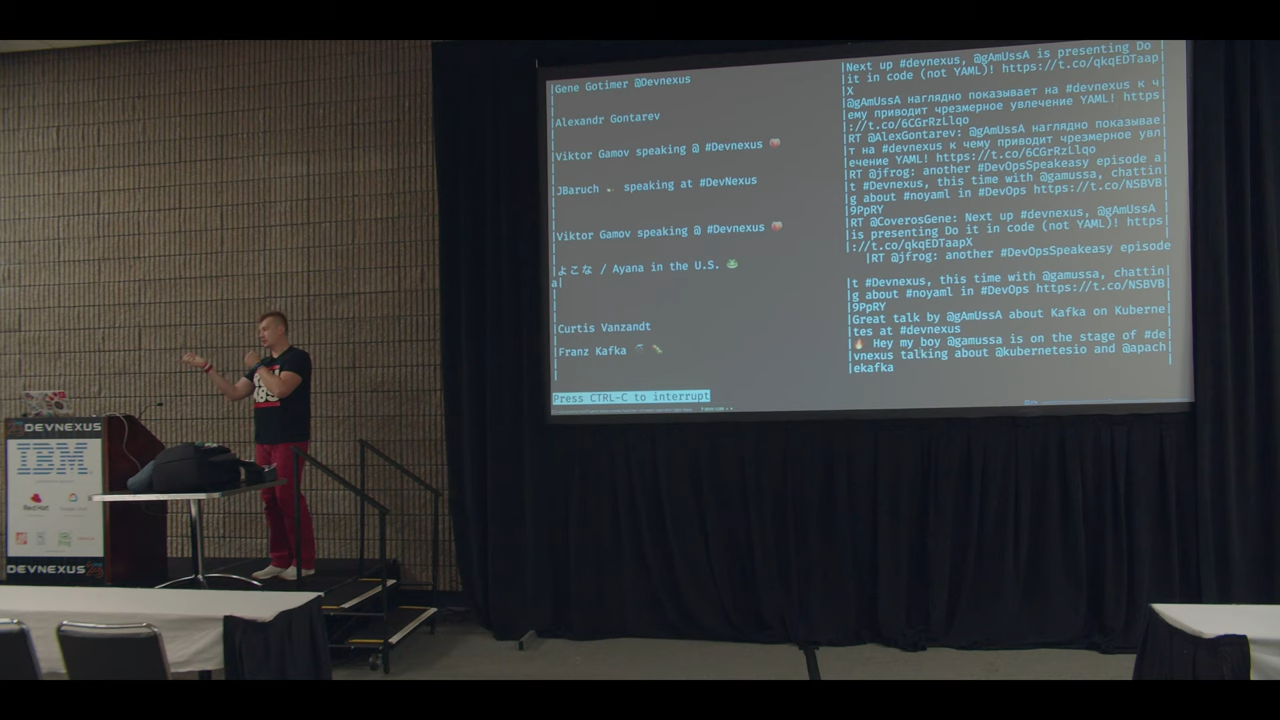 |Gene Gotimer @Devnexus
|Alexandr Gontarev
|Viktor Gamov speaking @ #Devnexus 🍑
|JBaruch speaking at #DevNexus
|Viktor Gamov speaking @ #Devnexus 🍑
|よこな / Ayana in the U.S. 🐸
a|
|Curtis Vanzandt
|Franz Kafka
Press CTRL-C to interrupt
|Next up #devnexus, @gAmUssA is presenting Do |
|it in code (not YAML)! https://t.co/qkqEDTaap|
|X
|@gAmUssA наглядно показывает на #devnexus к ч|
|ему приводит чрезмерное увлечение YAML! https|
|://t.co/6CGrRzLlqo
|RT @AlexGontarev: @gAmUssA наглядно показывае|
|т на #devnexus к чему приводит чрезмерное увл|
|ечение YAML! https://t.co/6CGrRzLlqo
|RT @jfrog: another #DevOpsSpeakeasy episode a|
|t #Devnexus, this time with @gamussa, chattin|
|g about #noyaml in #DevOps https://t.co/NSBVB|
|9PpRY
|RT @CoverosGene: Next up #devnexus, @gAmUssA |
|is presenting Do it in code (not YAML)! https|
|://t.co/qkqEDTaapX
|RT @jfrog: another #DevOpsSpeakeasy episode
|t #Devnexus, this time with @gamussa, chattin|
|g about #noyaml in #DevOps https://t.co/NSBVB|
|9PpRY
|Great talk by @gAmUssA about Kafka on Kuberne|
|tes at #devnexus
|🔥 Hey my boy @gamussa is on the stage of #de|
|vnexus talking about @kubernetesio and @apach|
|ekafka
DEVNEXUS
IBM
Red Hat
DEVNEXUS